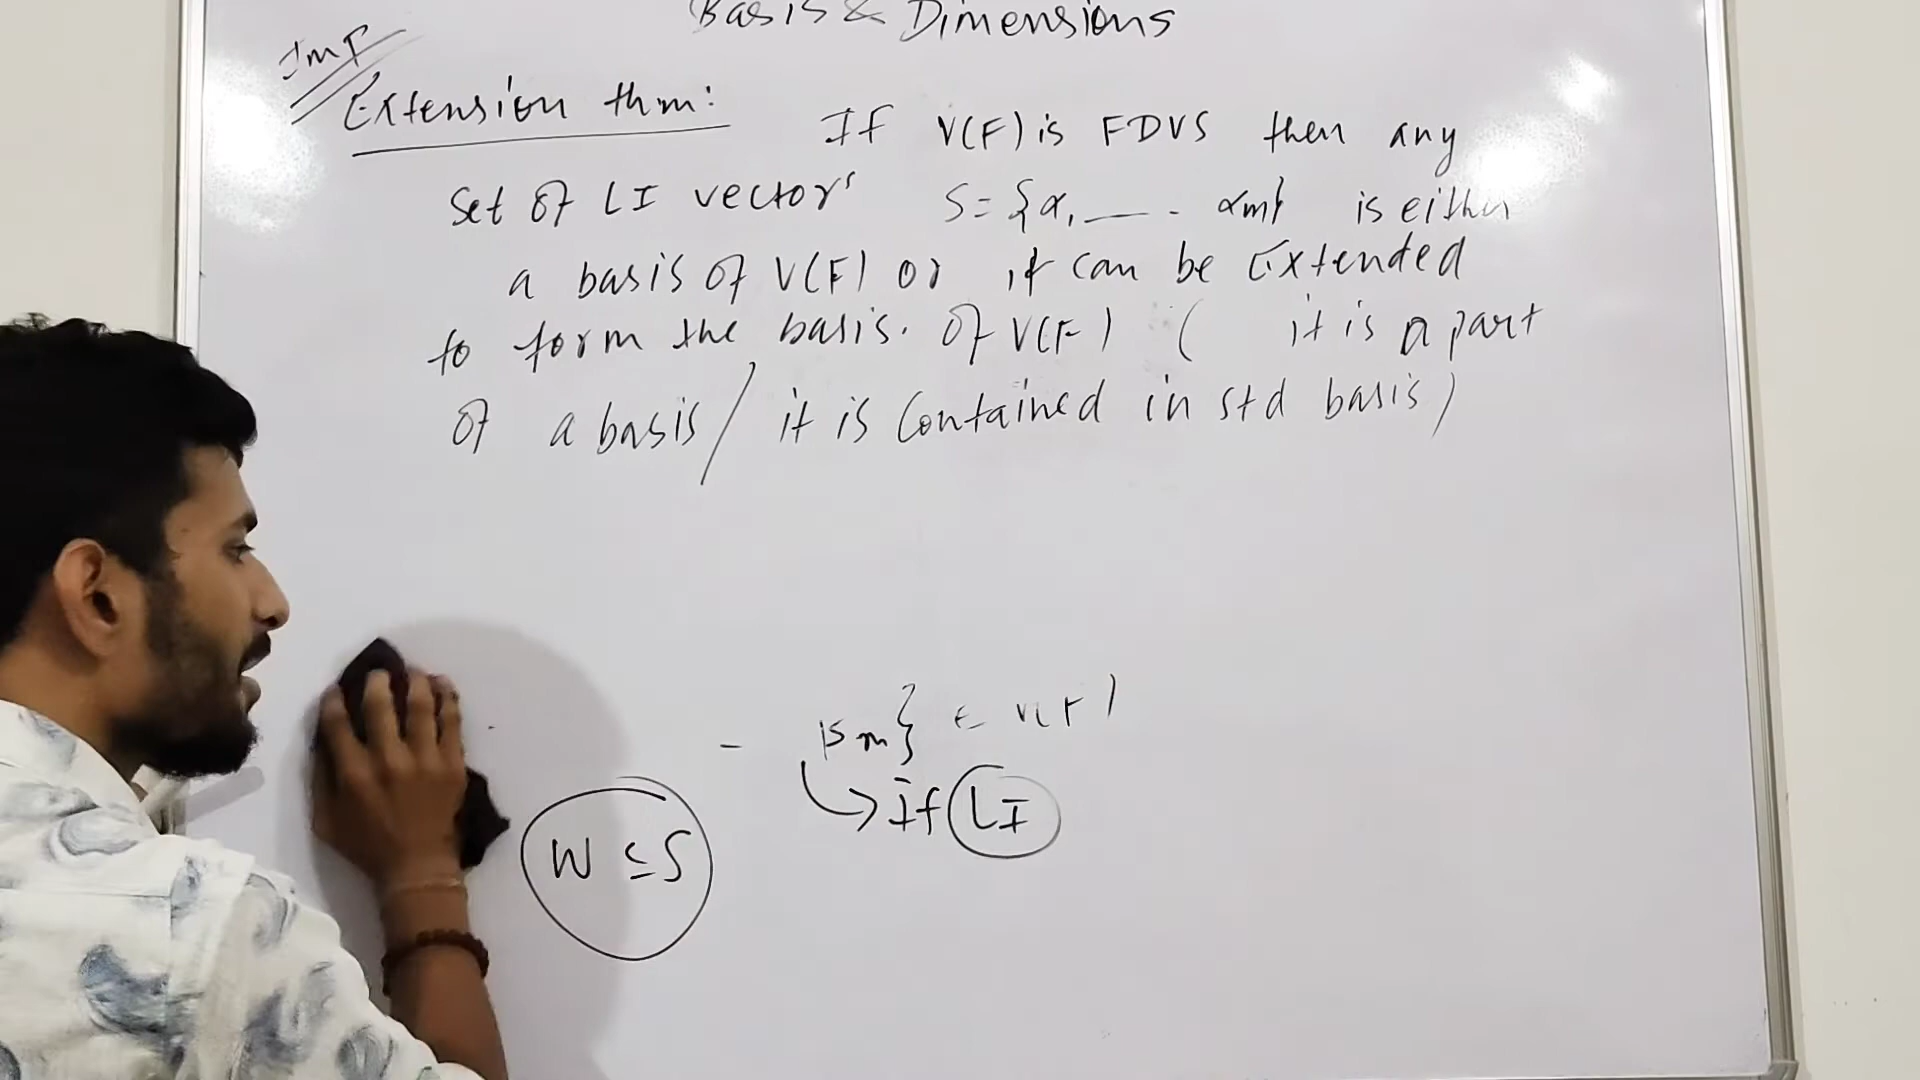 Basis & Dimensions
Imp
Extension thm: If V(F) is FDVS then any
set of LI vectors S = {α, — - αm} is either
a basis of V(F) or it can be Extended
to form the basis. of V(F) ( it is a part
of a basis / it is contained in std basis)
- βm} ∈ V(F)
→ if LI
W ⊆ S